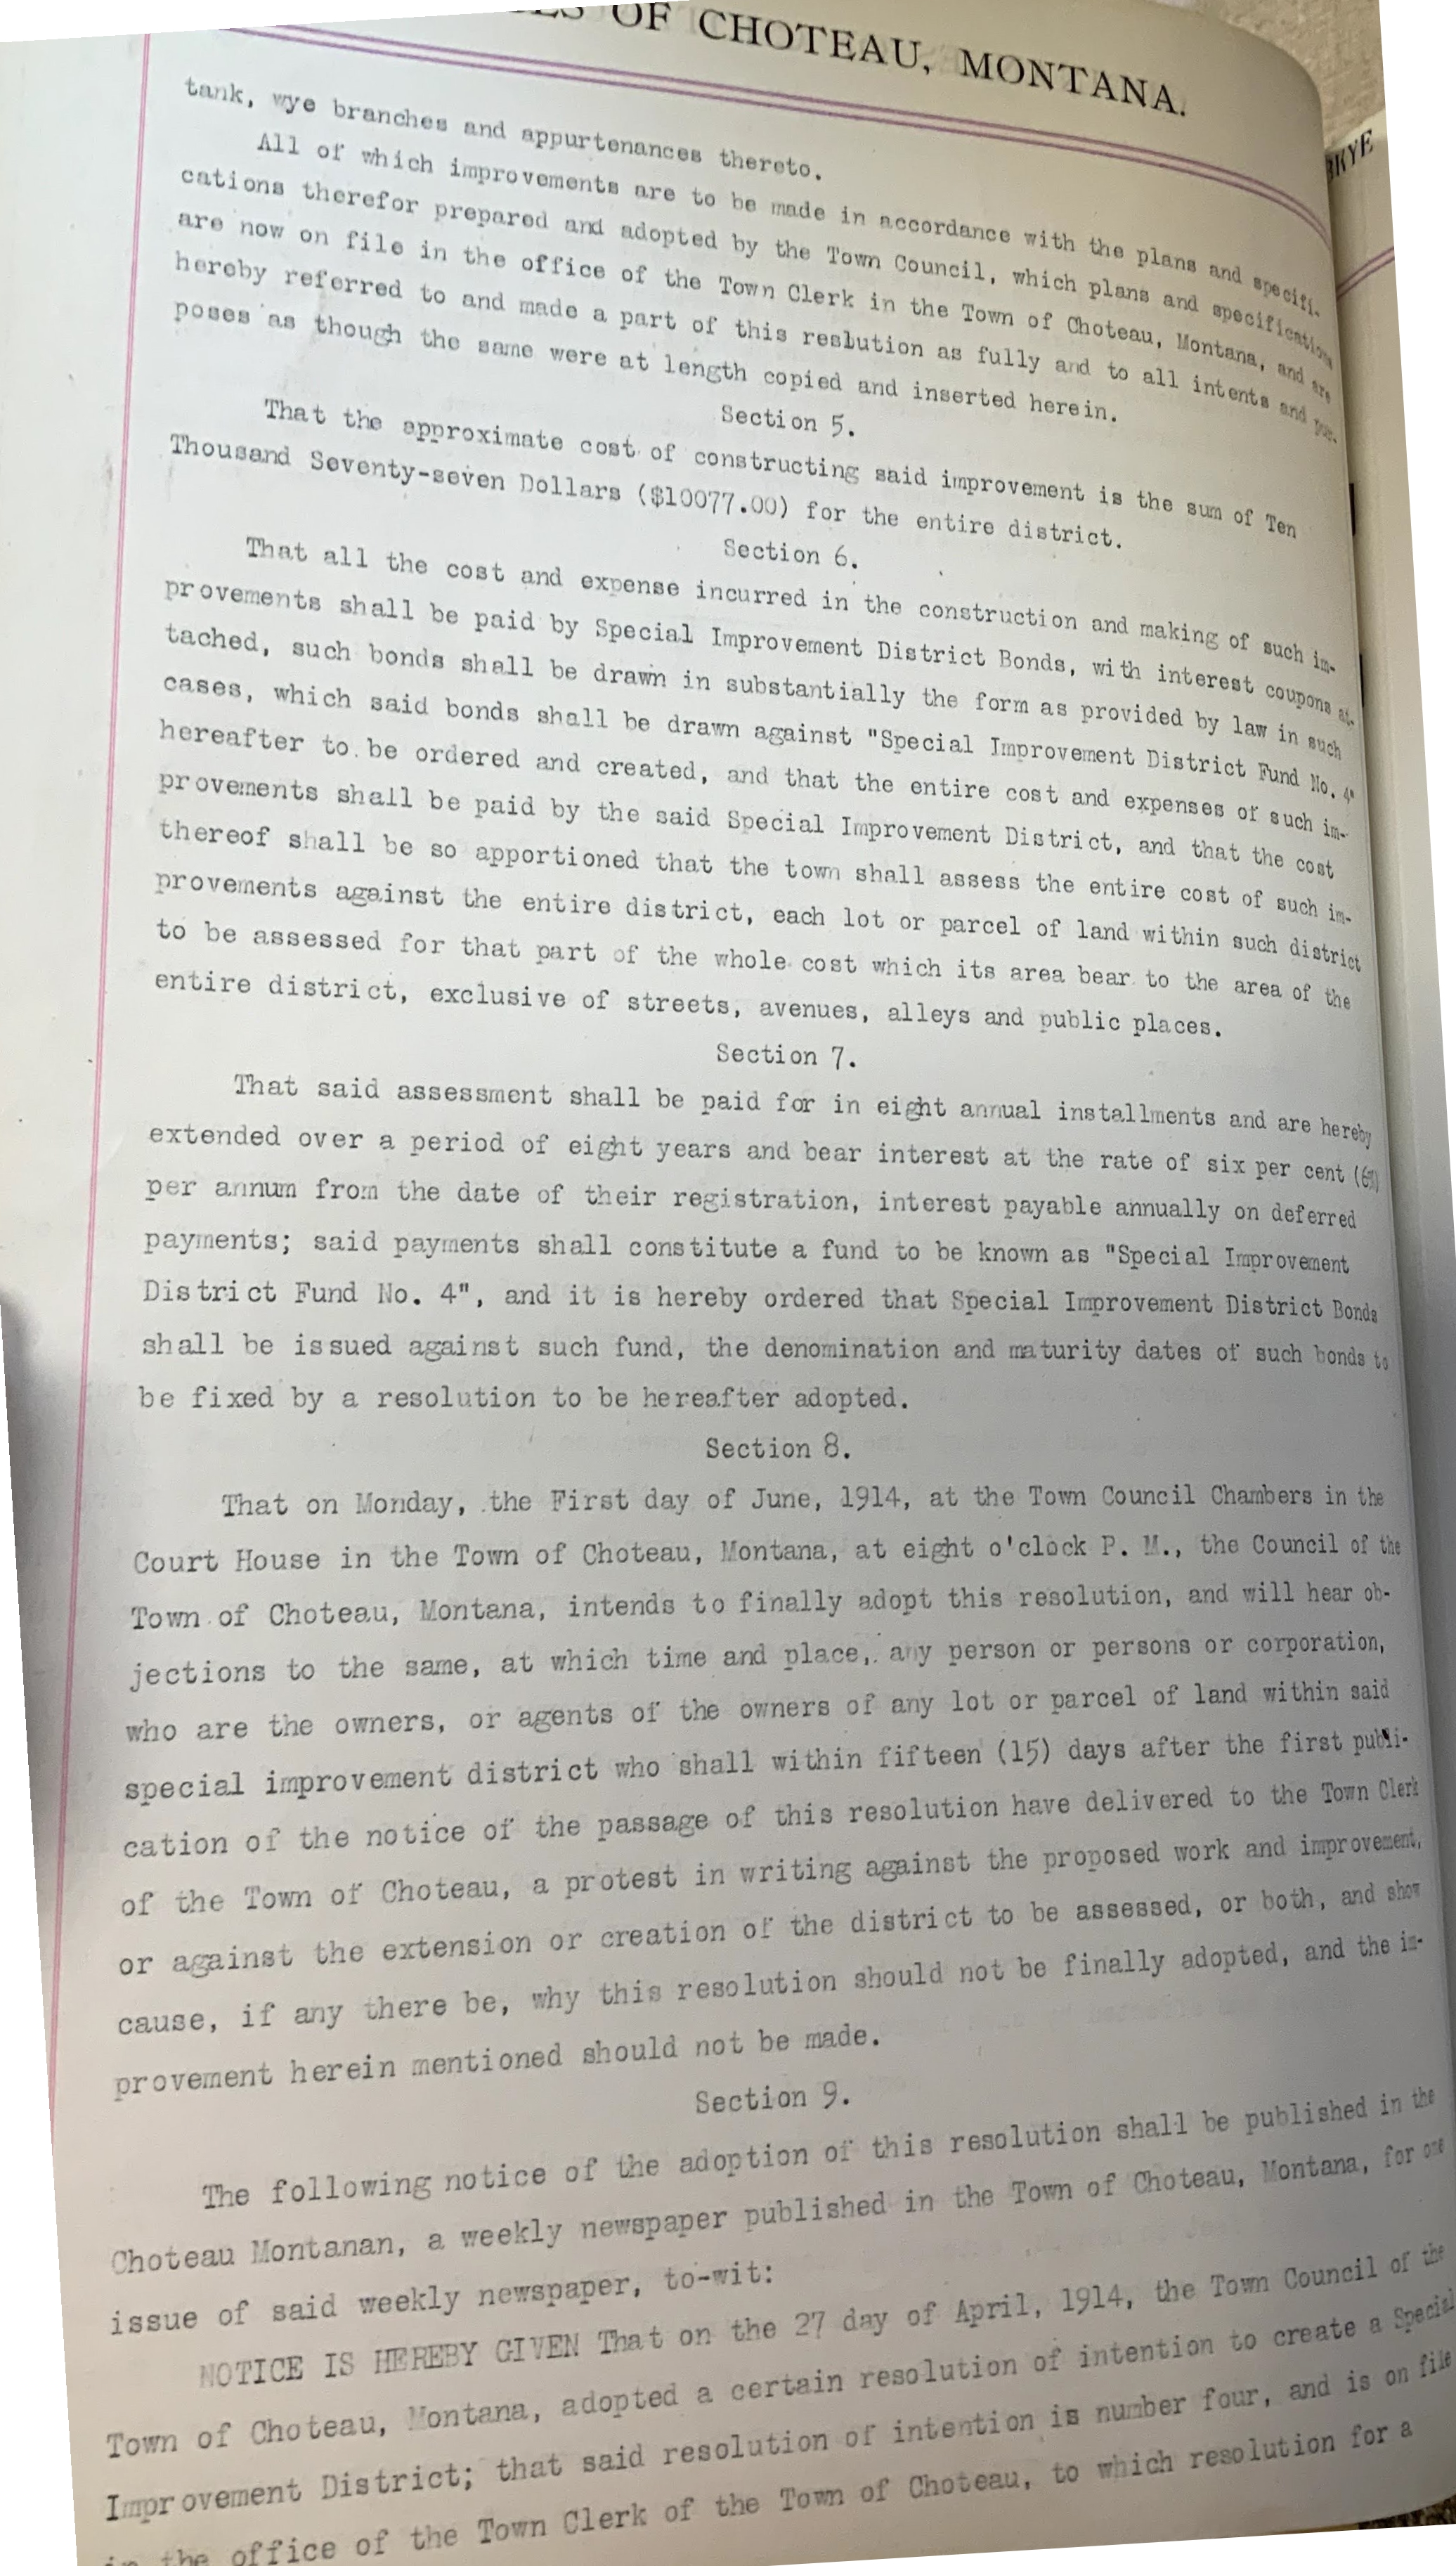 OF CHOTEAU, MONTANA.
tank, wye branches and appurtenances thereto.
All of which improvements are to be made in accordance with the plans and specifi-
cations therefor prepared and adopted by the Town Council, which plans and specifications
are now on file in the office of the Town Clerk in the Town of Choteau, Montana, and are
hereby referred to and made a part of this reslution as fully and to all intents and pur-
poses as though the same were at length copied and inserted herein.
Section 5.
That the approximate cost of constructing said improvement is the sum of Ten
Thousand Seventy-seven Dollars ($10077.00) for the entire district.
Section 6.
That all the cost and expense incurred in the construction and making of such im-
provements shall be paid by Special Improvement District Bonds, with interest coupons at-
tached, such bonds shall be drawn in substantially the form as provided by law in such
cases, which said bonds shall be drawn against "Special Improvement District Fund No. 4"
hereafter to be ordered and created, and that the entire cost and expenses of such im-
provements shall be paid by the said Special Improvement District, and that the cost
thereof shall be so apportioned that the town shall assess the entire cost of such im-
provements against the entire district, each lot or parcel of land within such district
to be assessed for that part of the whole cost which its area bear to the area of the
entire district, exclusive of streets, avenues, alleys and public places.
Section 7.
That said assessment shall be paid for in eight annual installments and are hereby
extended over a period of eight years and bear interest at the rate of six per cent (6%)
per annum from the date of their registration, interest payable annually on deferred
payments; said payments shall constitute a fund to be known as "Special Improvement
District Fund No. 4", and it is hereby ordered that Special Improvement District Bonds
shall be issued against such fund, the denomination and maturity dates of such bonds to
be fixed by a resolution to be hereafter adopted.
Section 8.
That on Monday, the First day of June, 1914, at the Town Council Chambers in the
Court House in the Town of Choteau, Montana, at eight o'clock P. M., the Council of the
Town of Choteau, Montana, intends to finally adopt this resolution, and will hear ob-
jections to the same, at which time and place, any person or persons or corporation,
who are the owners, or agents of the owners of any lot or parcel of land within said
special improvement district who shall within fifteen (15) days after the first publi-
cation of the notice of the passage of this resolution have delivered to the Town Clerk
of the Town of Choteau, a protest in writing against the proposed work and improvement,
or against the extension or creation of the district to be assessed, or both, and show
cause, if any there be, why this resolution should not be finally adopted, and the im-
provement herein mentioned should not be made.
Section 9.
The following notice of the adoption of this resolution shall be published in the
Choteau Montanan, a weekly newspaper published in the Town of Choteau, Montana, for one
issue of said weekly newspaper, to-wit:
NOTICE IS HEREBY GIVEN That on the 27 day of April, 1914, the Town Council of the
Town of Choteau, Montana, adopted a certain resolution of intention to create a Special
Improvement District; that said resolution of intention is number four, and is on file
in the office of the Town Clerk of the Town of Choteau, to which resolution for a